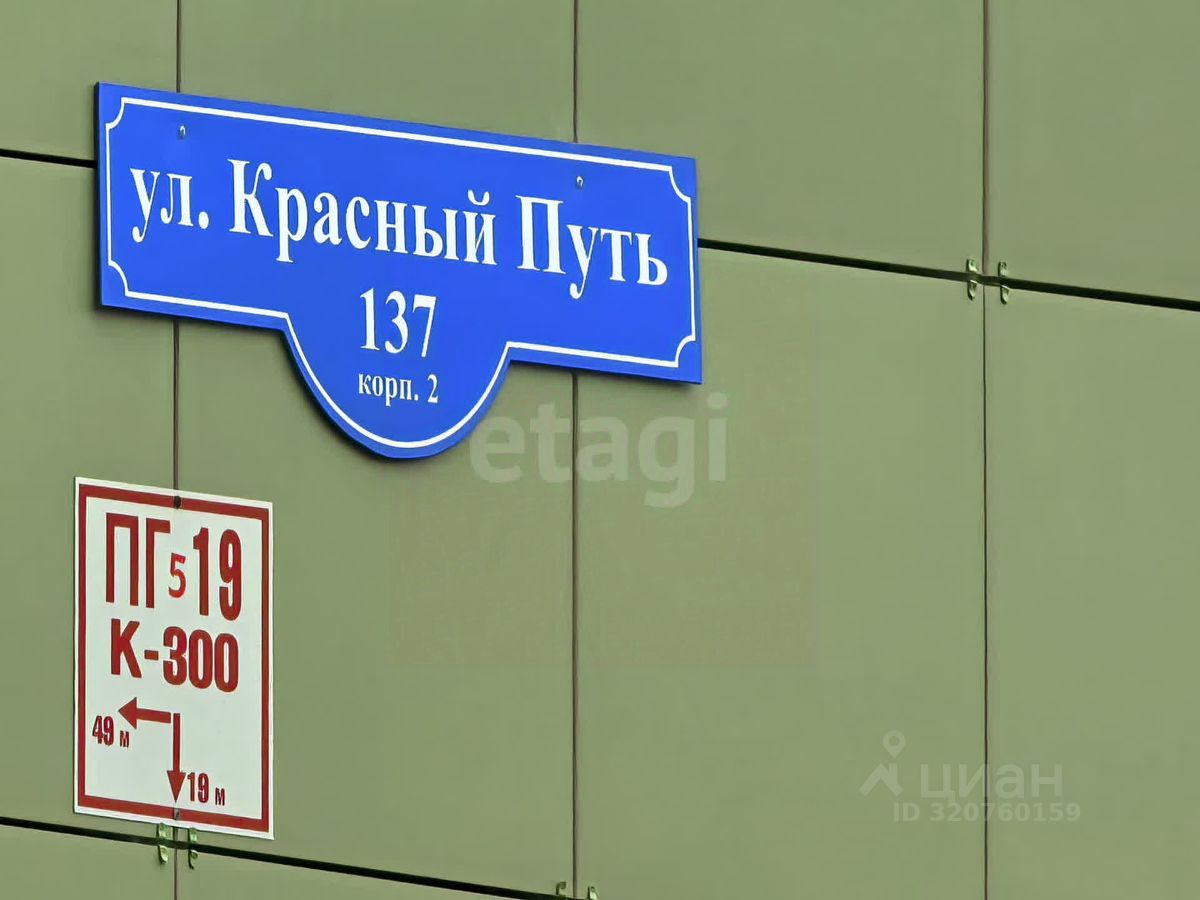 ул. Красный Путь
137
корп. 2
etagi
ПГ 5 19
К-300
49 м
19 м
циан
ID 320760159